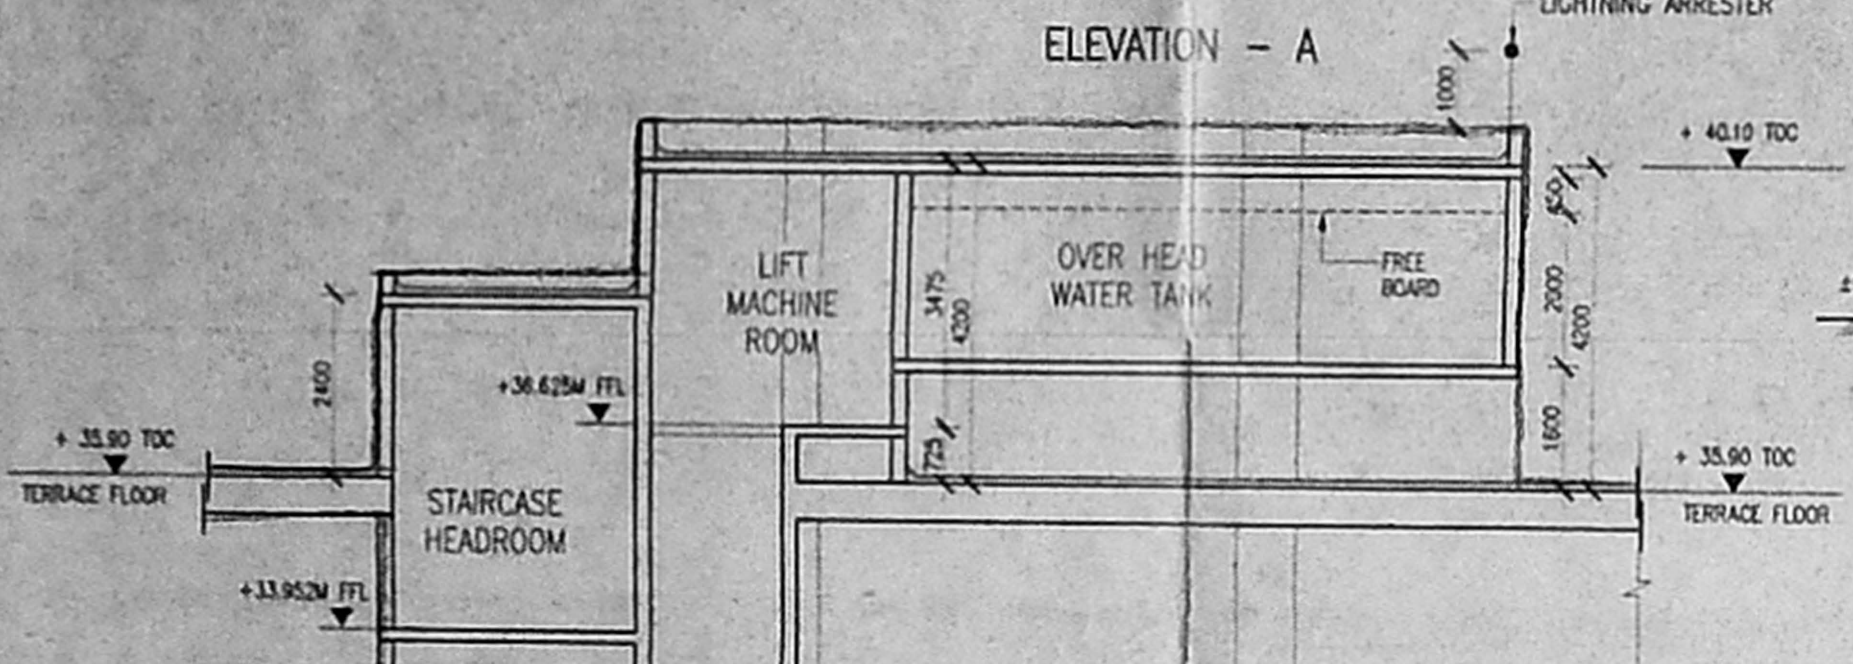 LIGHTNING ARRESTER
ELEVATION - A
1000
+ 40.10 TOC
LIFT
MACHINE
ROOM
OVER HEAD
WATER TANK
FREE
BOARD
3475
4200
2000
4200
2400
+36.625M FFL
+ 35.90 TOC
TERRACE FLOOR
STAIRCASE
HEADROOM
725
1600
+ 35.90 TOC
TERRACE FLOOR
+33.952M FFL